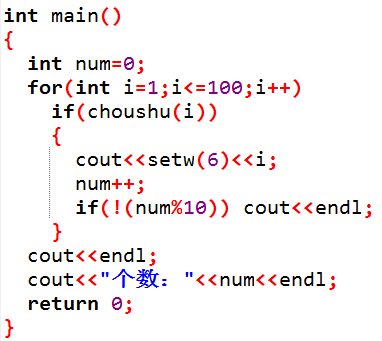 int main()
{
  int num=0;
  for(int i=1;i<=100;i++)
    if(choushu(i))
    {
      cout<<setw(6)<<i;
      num++;
      if(!(num%10)) cout<<endl;
    }
  cout<<endl;
  cout<<"个数: "<<num<<endl;
  return 0;
}